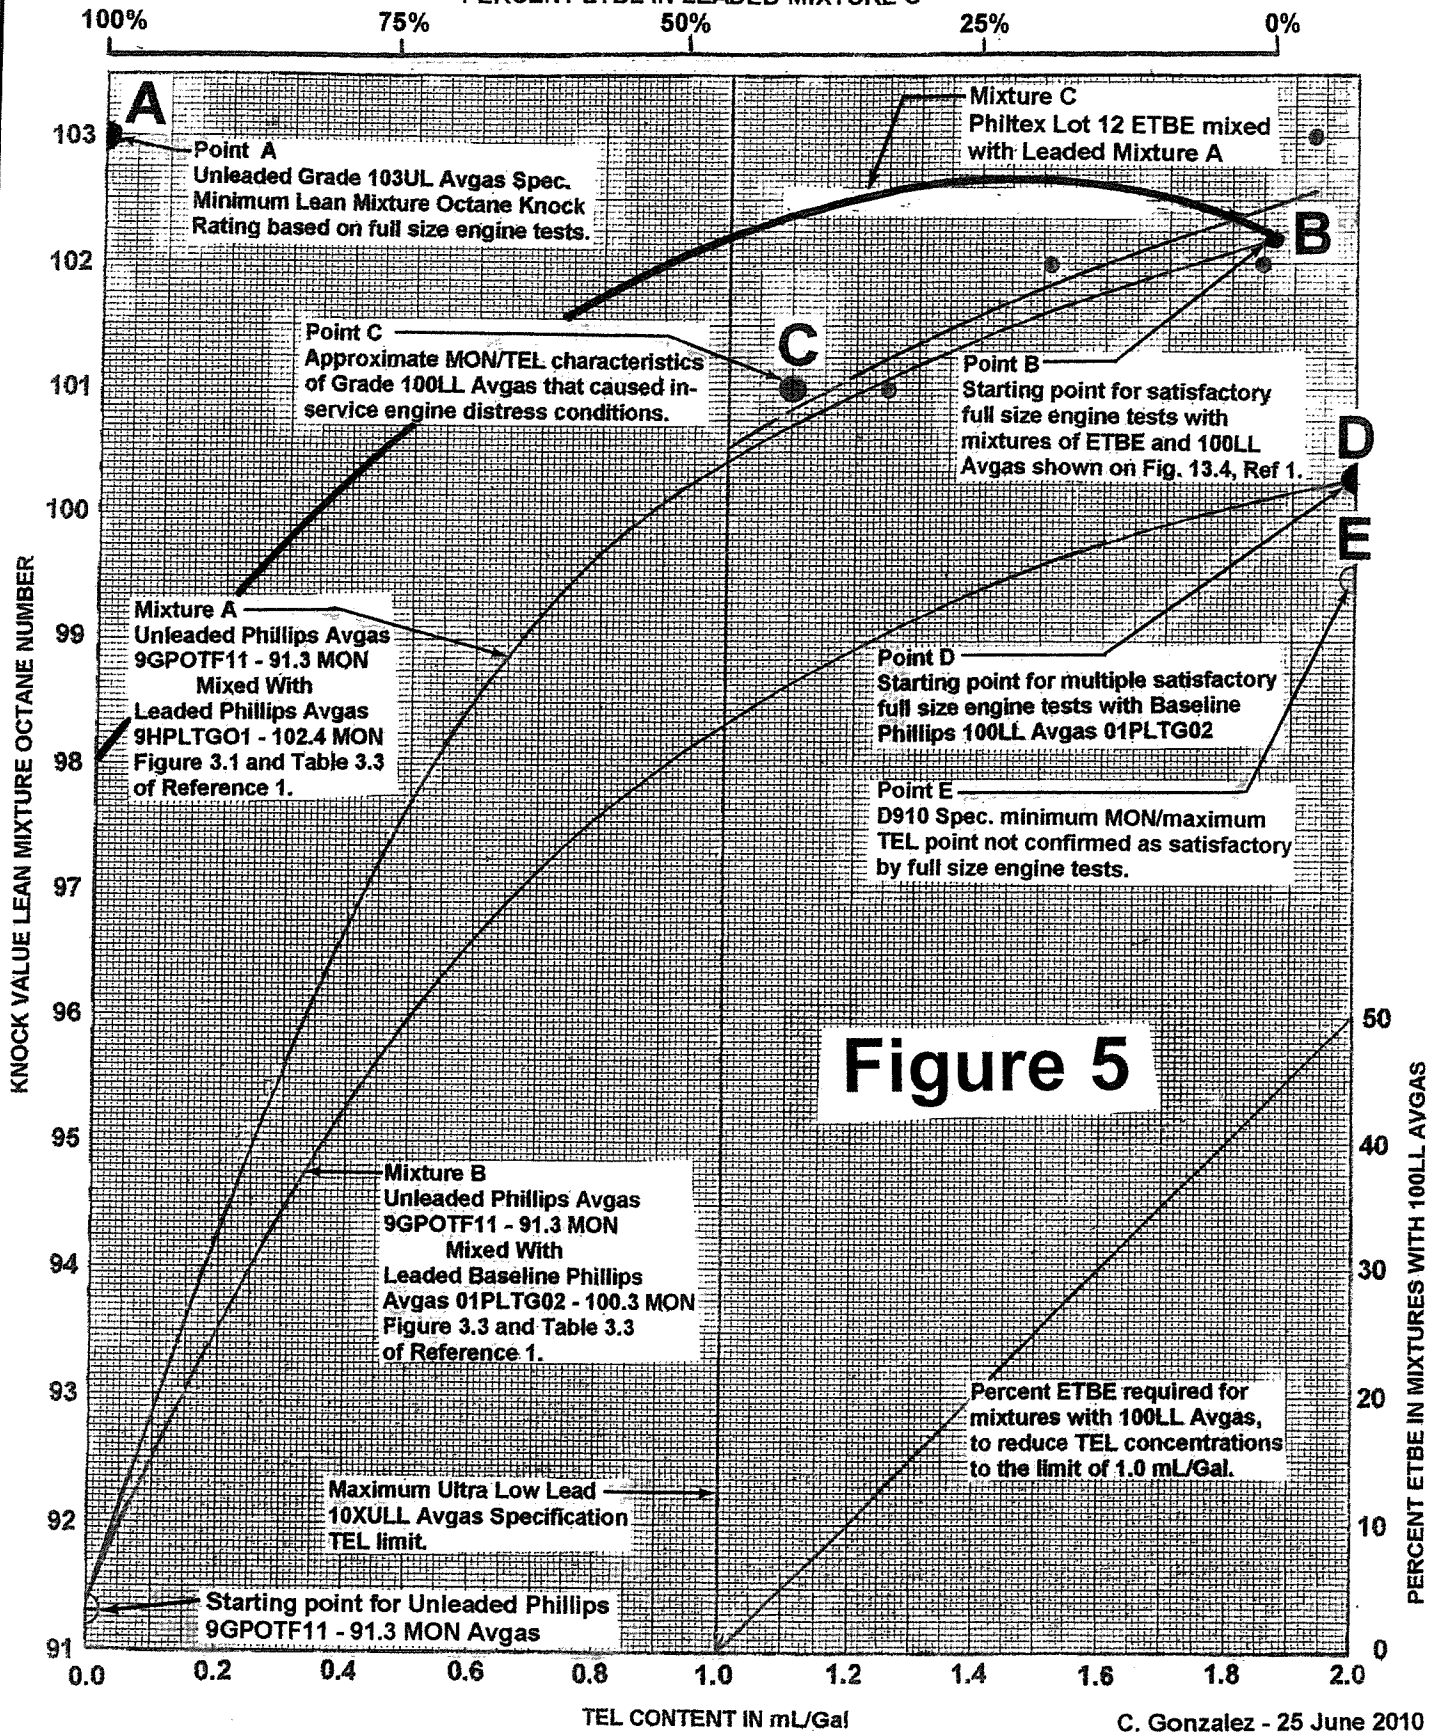 100% 75% 50% 25% 0%
A
B
C
D
E
Mixture C
Philtex Lot 12 ETBE mixed
with Leaded Mixture A
Point A
Unleaded Grade 103UL Avgas Spec.
Minimum Lean Mixture Octane Knock
Rating based on full size engine tests.
Point C
Approximate MON/TEL characteristics
of Grade 100LL Avgas that caused in-
service engine distress conditions.
Point B
Starting point for satisfactory
full size engine tests with
mixtures of ETBE and 100LL
Avgas shown on Fig. 13.4, Ref 1.
Mixture A
Unleaded Phillips Avgas
9GPOTF11 - 91.3 MON
Mixed With
Leaded Phillips Avgas
9HPLTGO1 - 102.4 MON
Figure 3.1 and Table 3.3
of Reference 1.
Point D
Starting point for multiple satisfactory
full size engine tests with Baseline
Phillips 100LL Avgas 01PLTG02
Point E
D910 Spec. minimum MON/maximum
TEL point not confirmed as satisfactory
by full size engine tests.
Figure 5
Mixture B
Unleaded Phillips Avgas
9GPOTF11 - 91.3 MON
Mixed With
Leaded Baseline Phillips
Avgas 01PLTG02 - 100.3 MON
Figure 3.3 and Table 3.3
of Reference 1.
Percent ETBE required for
mixtures with 100LL Avgas,
to reduce TEL concentrations
to the limit of 1.0 mL/Gal.
Maximum Ultra Low Lead
10XULL Avgas Specification
TEL limit.
Starting point for Unleaded Phillips
9GPOTF11 - 91.3 MON Avgas
KNOCK VALUE LEAN MIXTURE OCTANE NUMBER
103
102
101
100
99
98
97
96
95
94
93
92
91
50
40
30
20
10
0
PERCENT ETBE IN MIXTURES WITH 100LL AVGAS
0.0 0.2 0.4 0.6 0.8 1.0 1.2 1.4 1.6 1.8 2.0
TEL CONTENT IN mL/Gal
C. Gonzalez - 25 June 2010